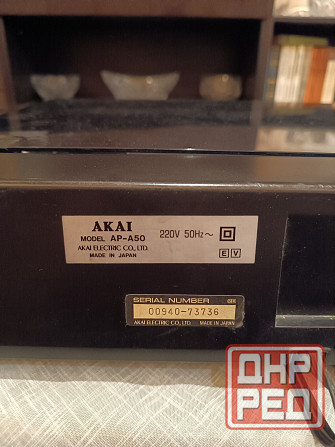 AKAI
MODEL AP-A50
AKAI ELECTRIC CO., LTD.
MADE IN JAPAN
220V 50Hz~
E V
SERIAL NUMBER
00940-73736
AKAI ELECTRIC CO., LTD. MADE IN JAPAN
ДНР
РЕД